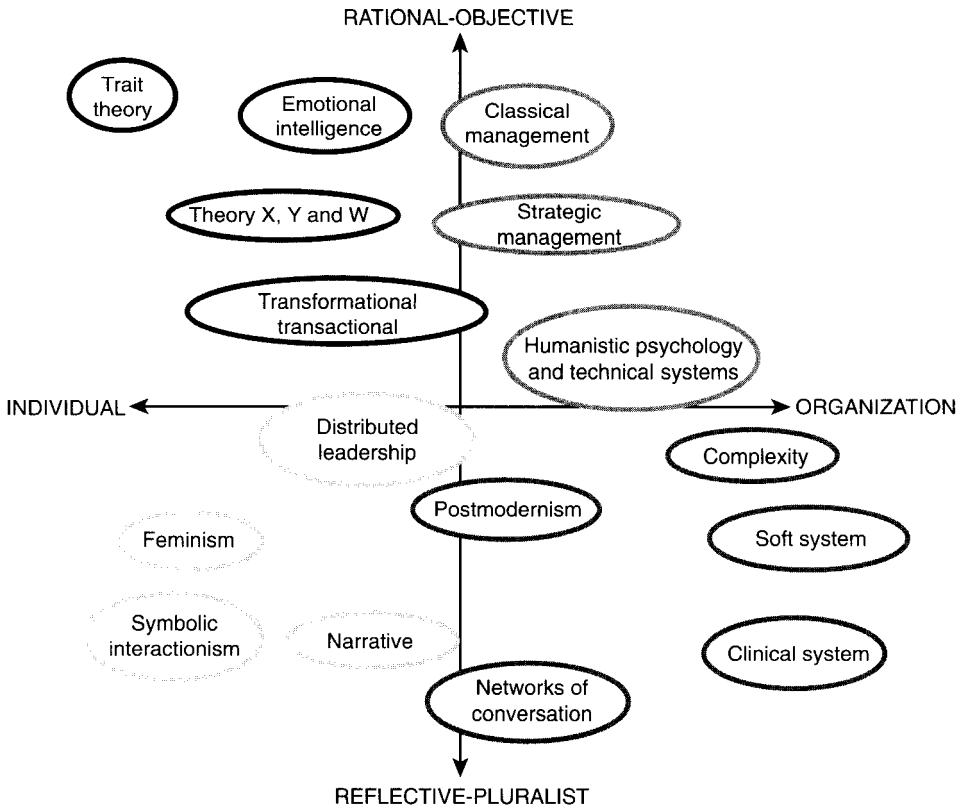 RATIONAL-OBJECTIVE
Trait
theory
Emotional
intelligence
Classical
management
Theory X, Y and W
Strategic
management
Transformational
transactional
Humanistic psychology
and technical systems
INDIVIDUAL
ORGANIZATION
Distributed
leadership
Complexity
Postmodernism
Feminism
Soft system
Symbolic
interactionism
Narrative
Clinical system
Networks of
conversation
REFLECTIVE-PLURALIST